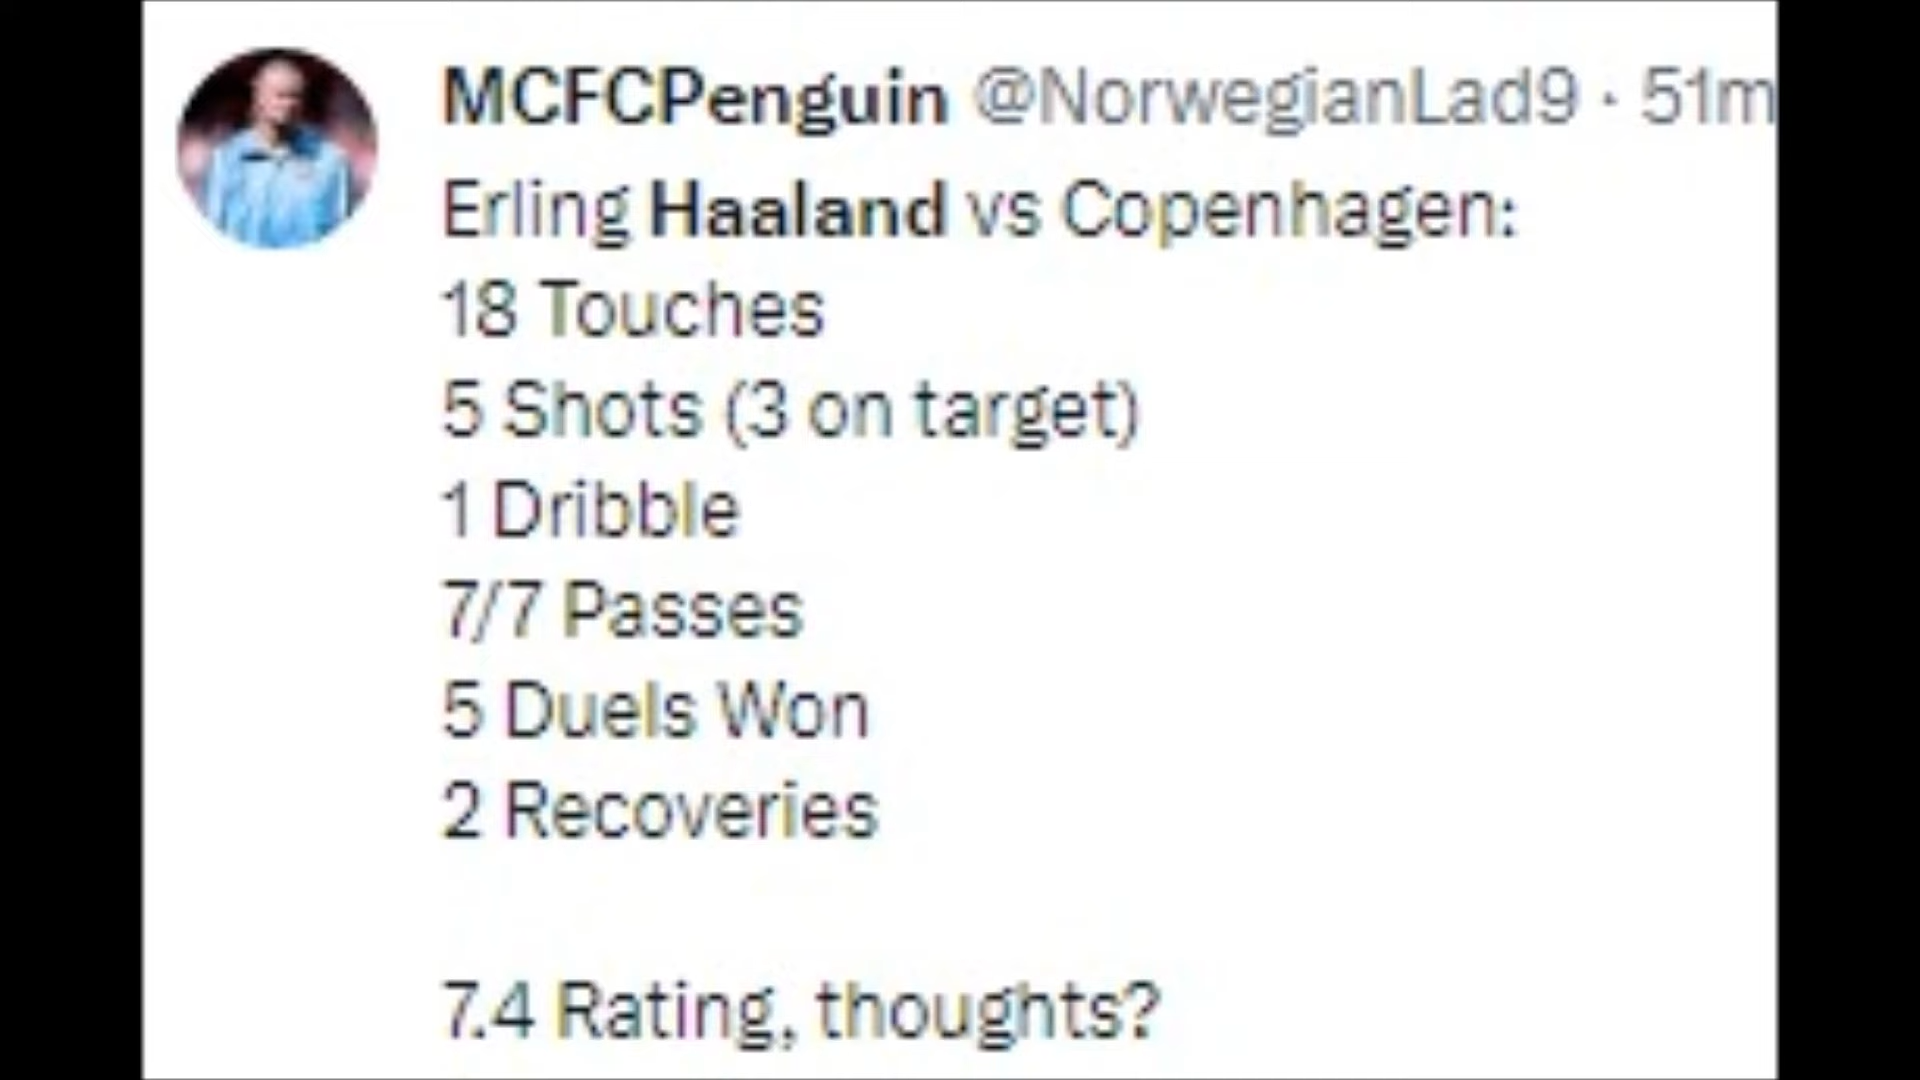 MCFCPenguin @NorwegianLad9 · 51m
Erling Haaland vs Copenhagen:
18 Touches
5 Shots (3 on target)
1 Dribble
7/7 Passes
5 Duels Won
2 Recoveries
7.4 Rating, thoughts?